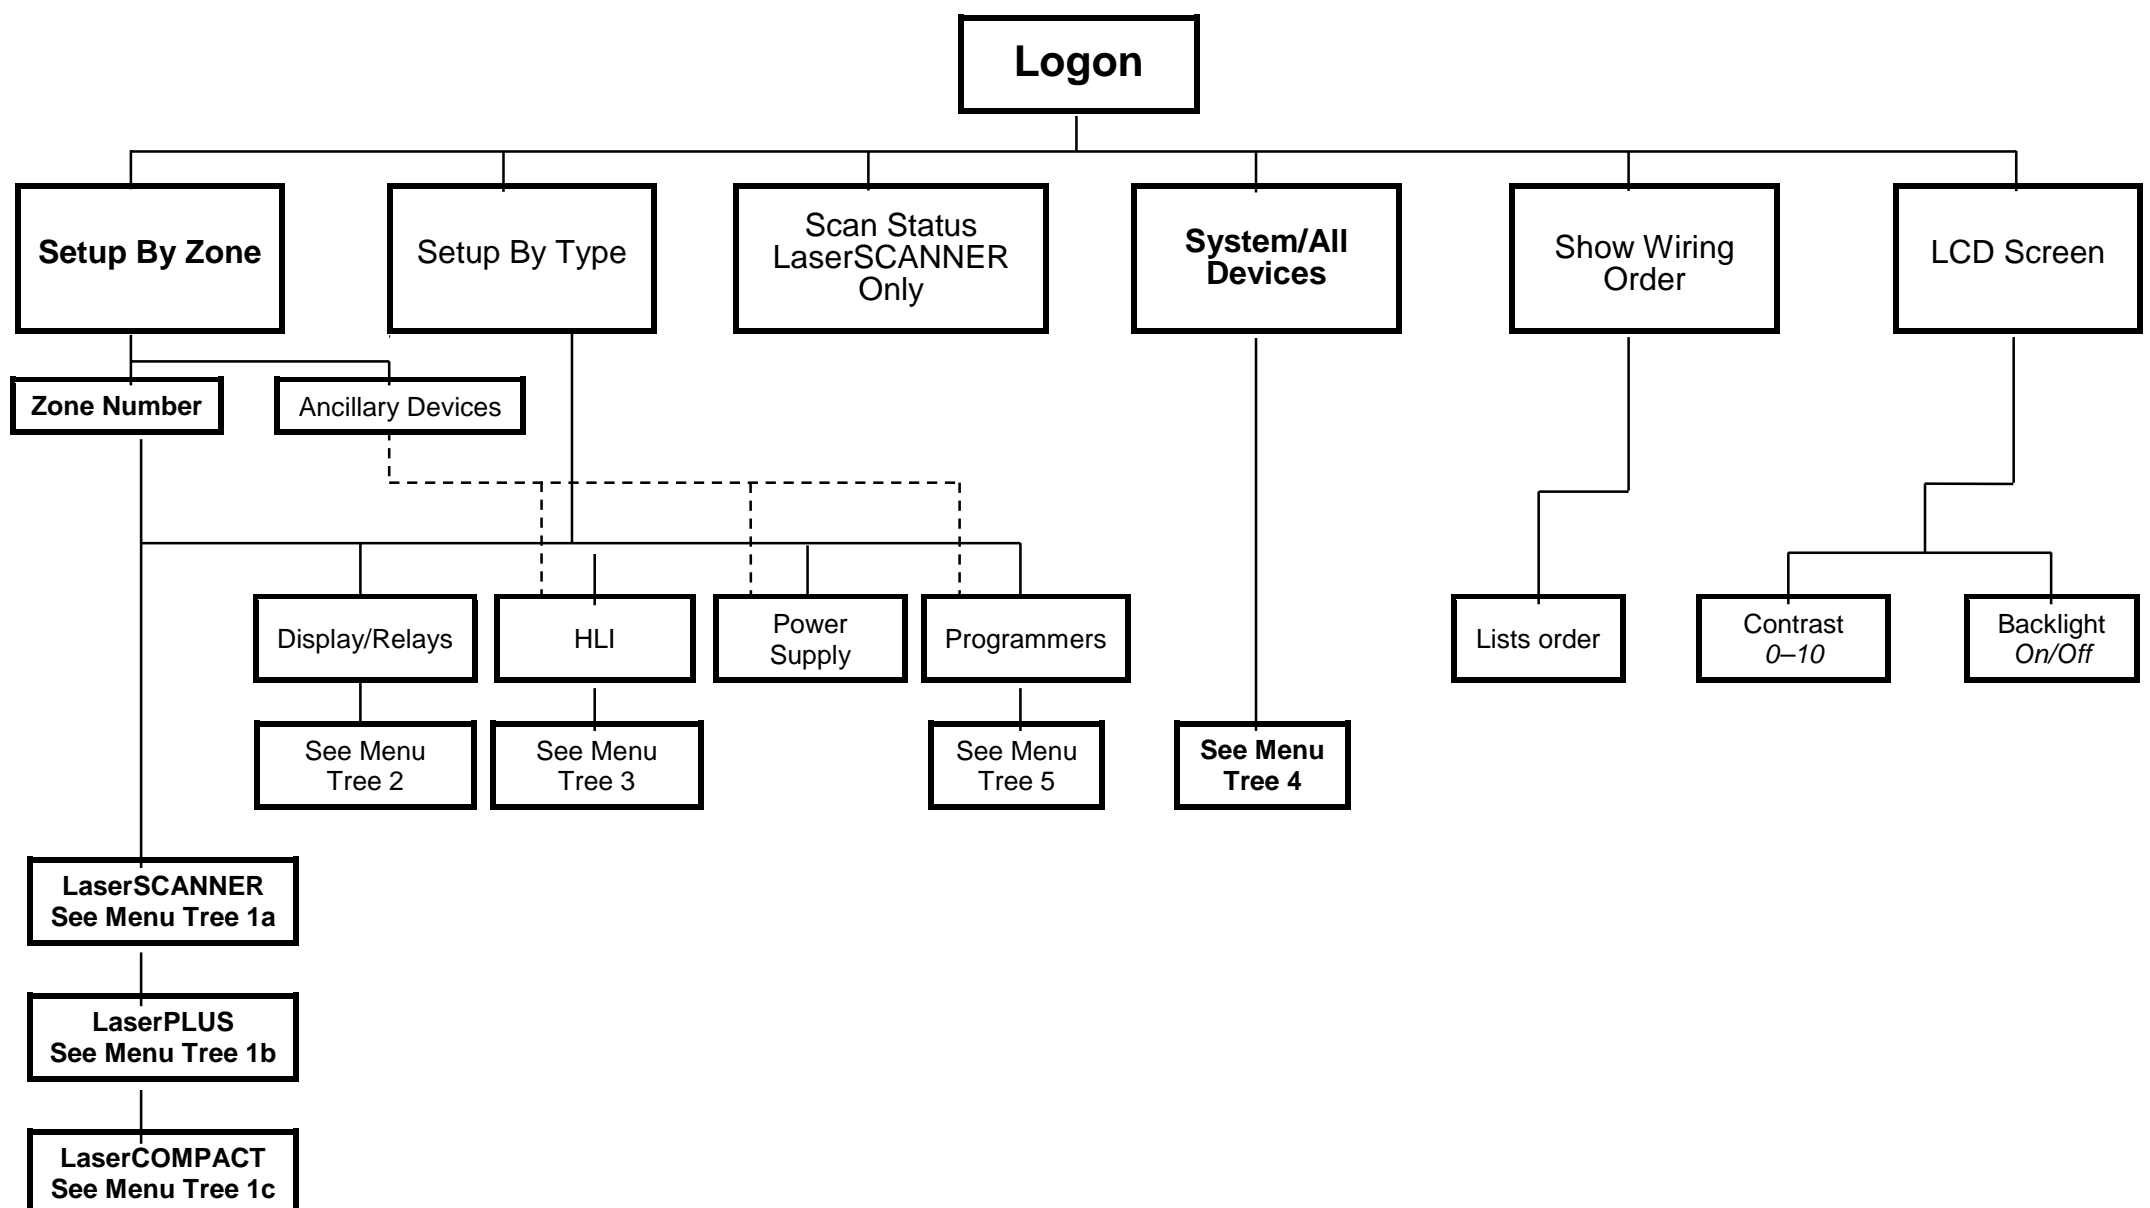 Logon
Setup By Zone
Setup By Type
Scan Status
LaserSCANNER
Only
System/All
Devices
Show Wiring
Order
LCD Screen
Zone Number
Ancillary Devices
Display/Relays
HLI
Power
Supply
Programmers
Lists order
Contrast
0–10
Backlight
On/Off
See Menu
Tree 2
See Menu
Tree 3
See Menu
Tree 5
See Menu
Tree 4
LaserSCANNER
See Menu Tree 1a
LaserPLUS
See Menu Tree 1b
LaserCOMPACT
See Menu Tree 1c